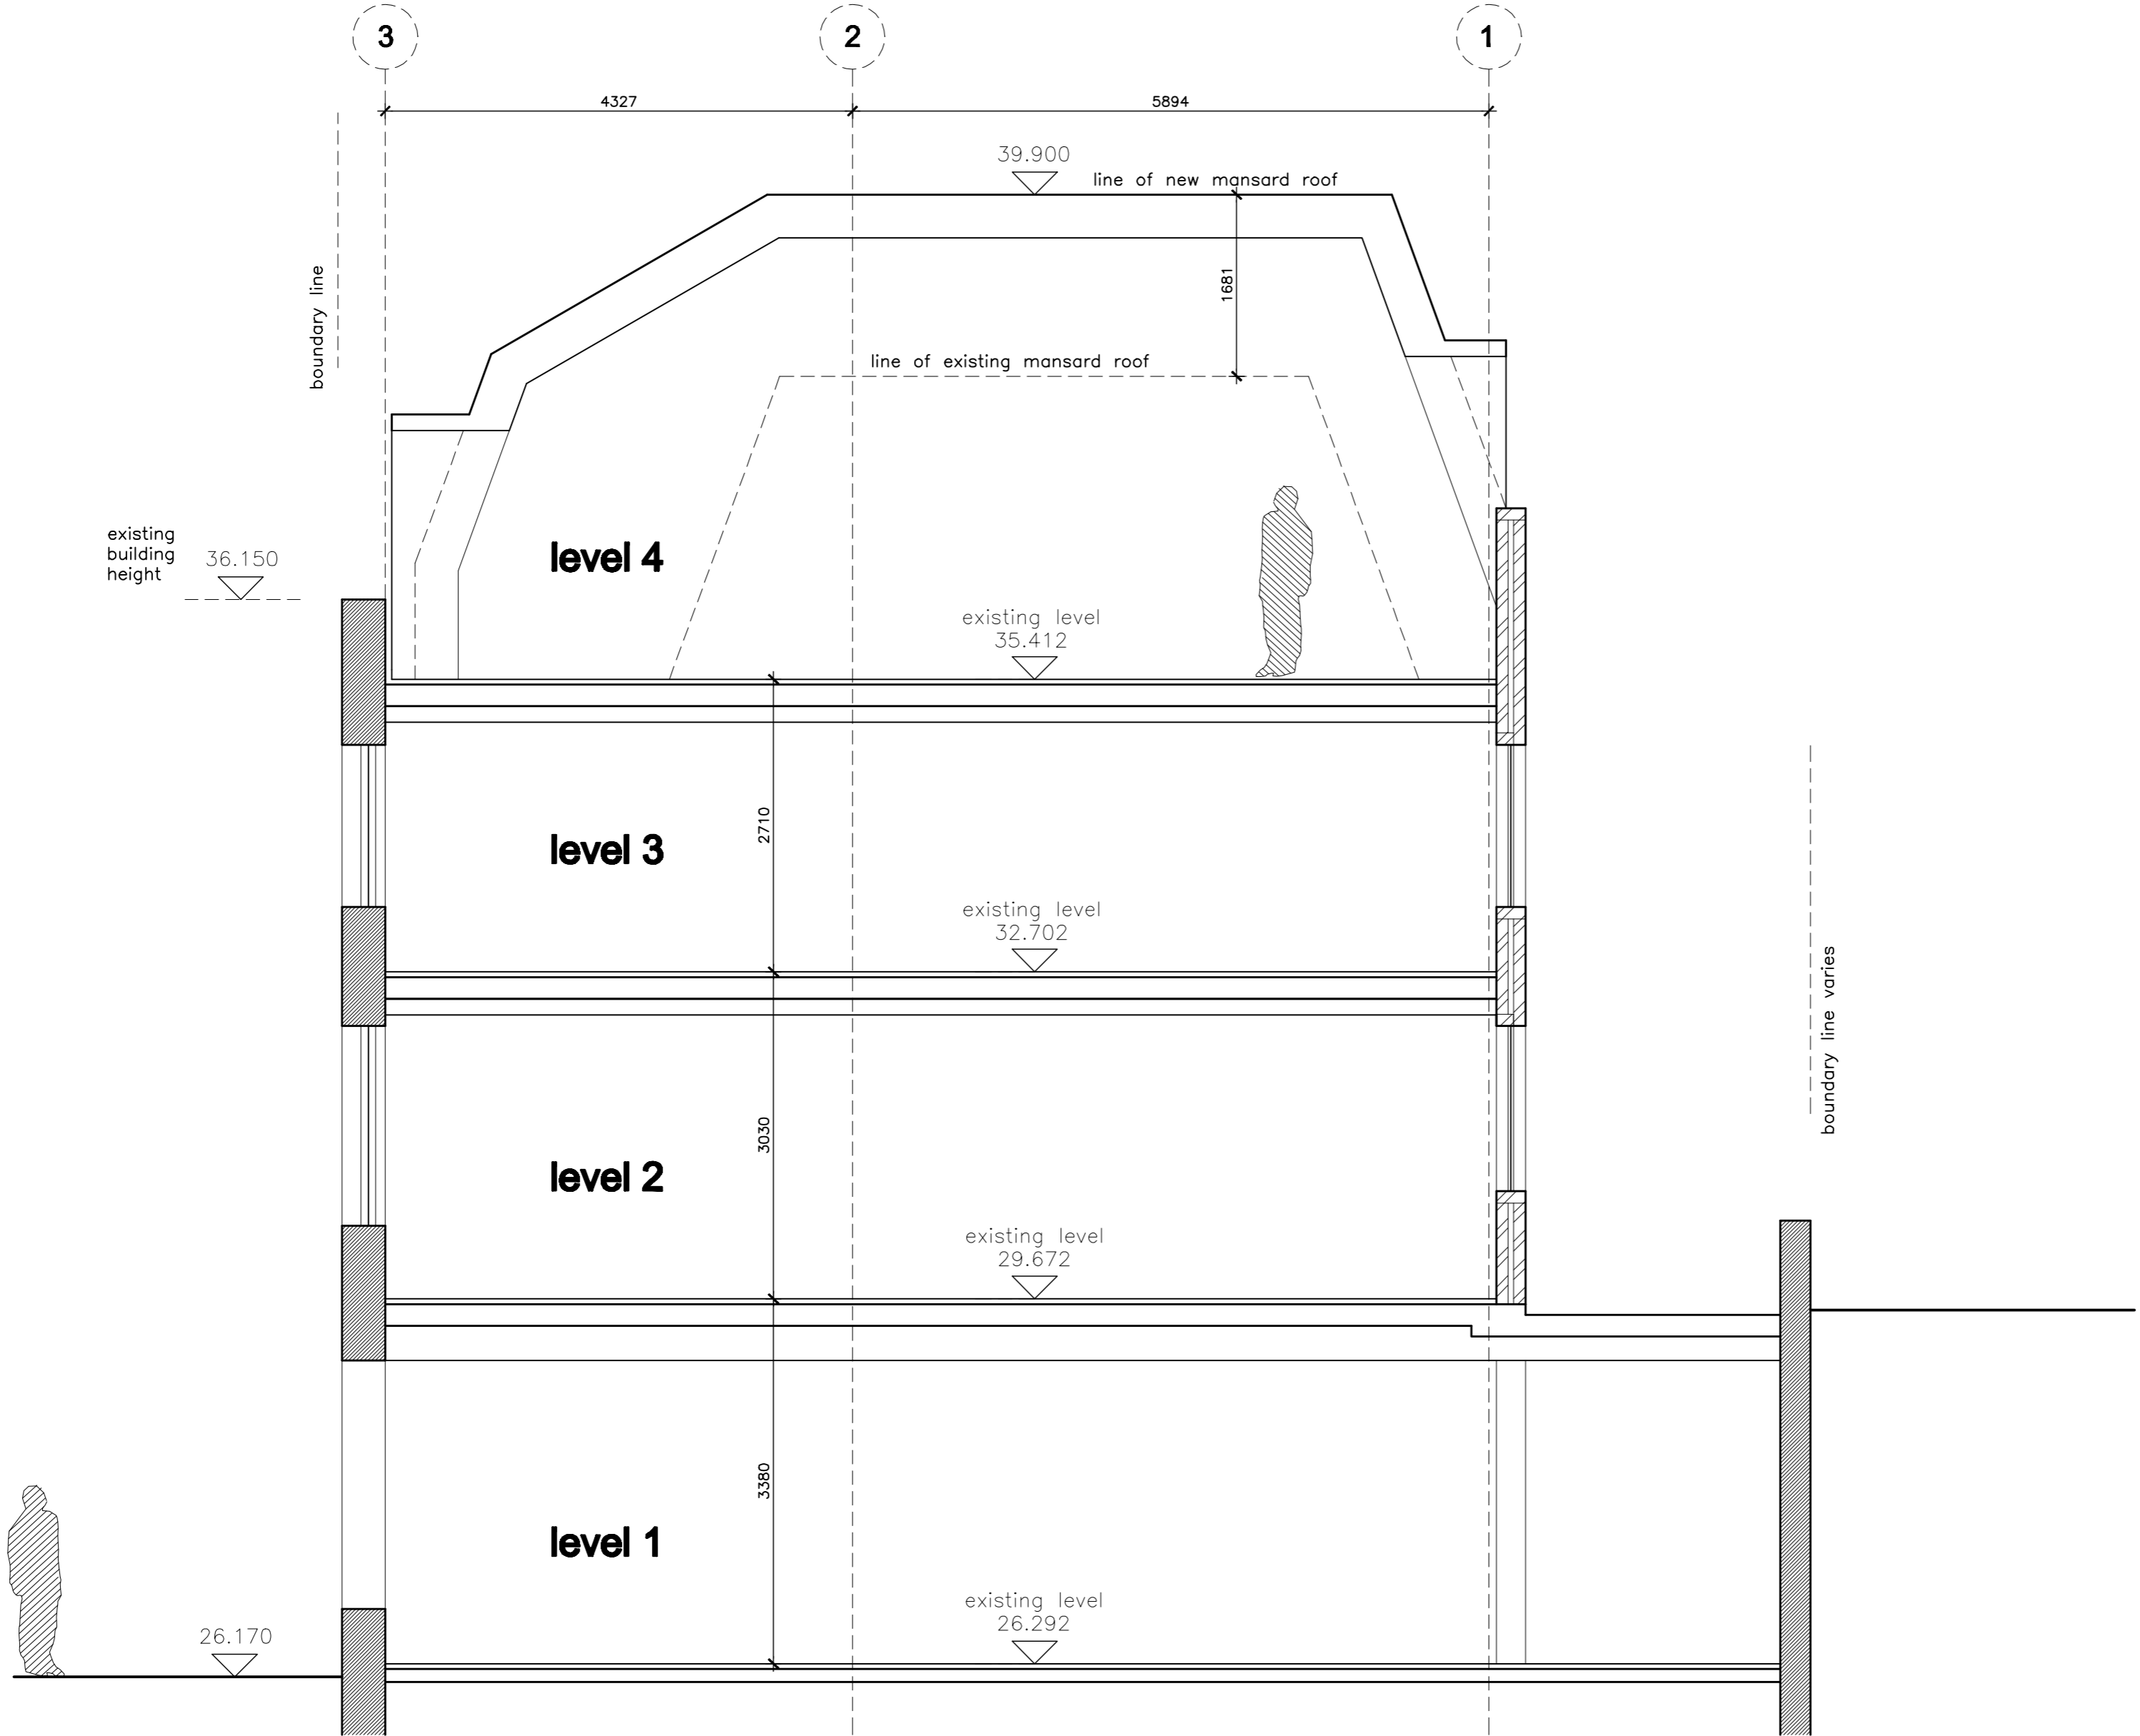 3
2
1
4327
5894
39.900
line of new mansard roof
boundary line
1681
line of existing mansard roof
existing
building
height
36.150
level 4
existing level
35.412
level 3
2710
existing level
32.702
boundary line varies
level 2
3030
existing level
29.672
level 1
3380
existing level
26.292
26.170